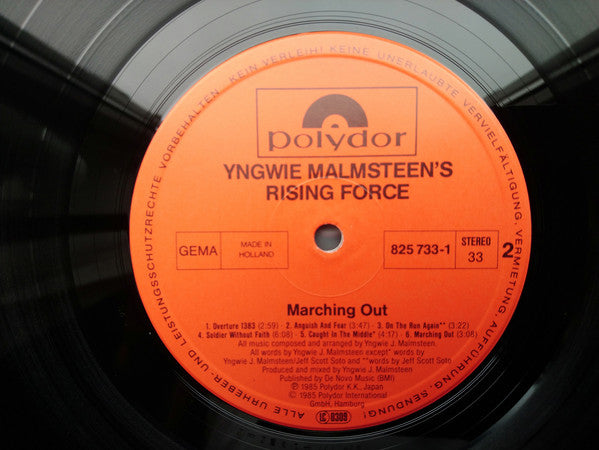 ALLE URHEBER- UND LEISTUNGSSCHUTZRECHTE VORBEHALTEN · KEIN VERLEIH! KEINE UNERLAUBTE VERVIELFÄLTIGUNG, VERMIETUNG, AUFFÜHRUNG, SENDUNG!
polydor
YNGWIE MALMSTEEN'S
RISING FORCE
GEMA
MADE IN
HOLLAND
825 733-1
STEREO
33
2
Marching Out
1. Overture 1383 (2:59) - 2. Anguish And Fear (3:47) - 3. On The Run Again** (3:22)
4. Soldier Without Faith (6:08) - 5. Caught In The Middle* (4:17) - 6. Marching Out (3:08)
All music composed and arranged by Yngwie J. Malmsteen.
All words by Yngwie J. Malmsteen except* words by
Yngwie J. Malmsteen/Jeff Scott Soto and **words by Jeff Scott Soto
Produced and mixed by Yngwie J. Malmsteen
Published by De Novo Music (BMI)
℗ 1985 Polydor K.K., Japan
© 1985 Polydor International
GmbH, Hamburg
LC 0309